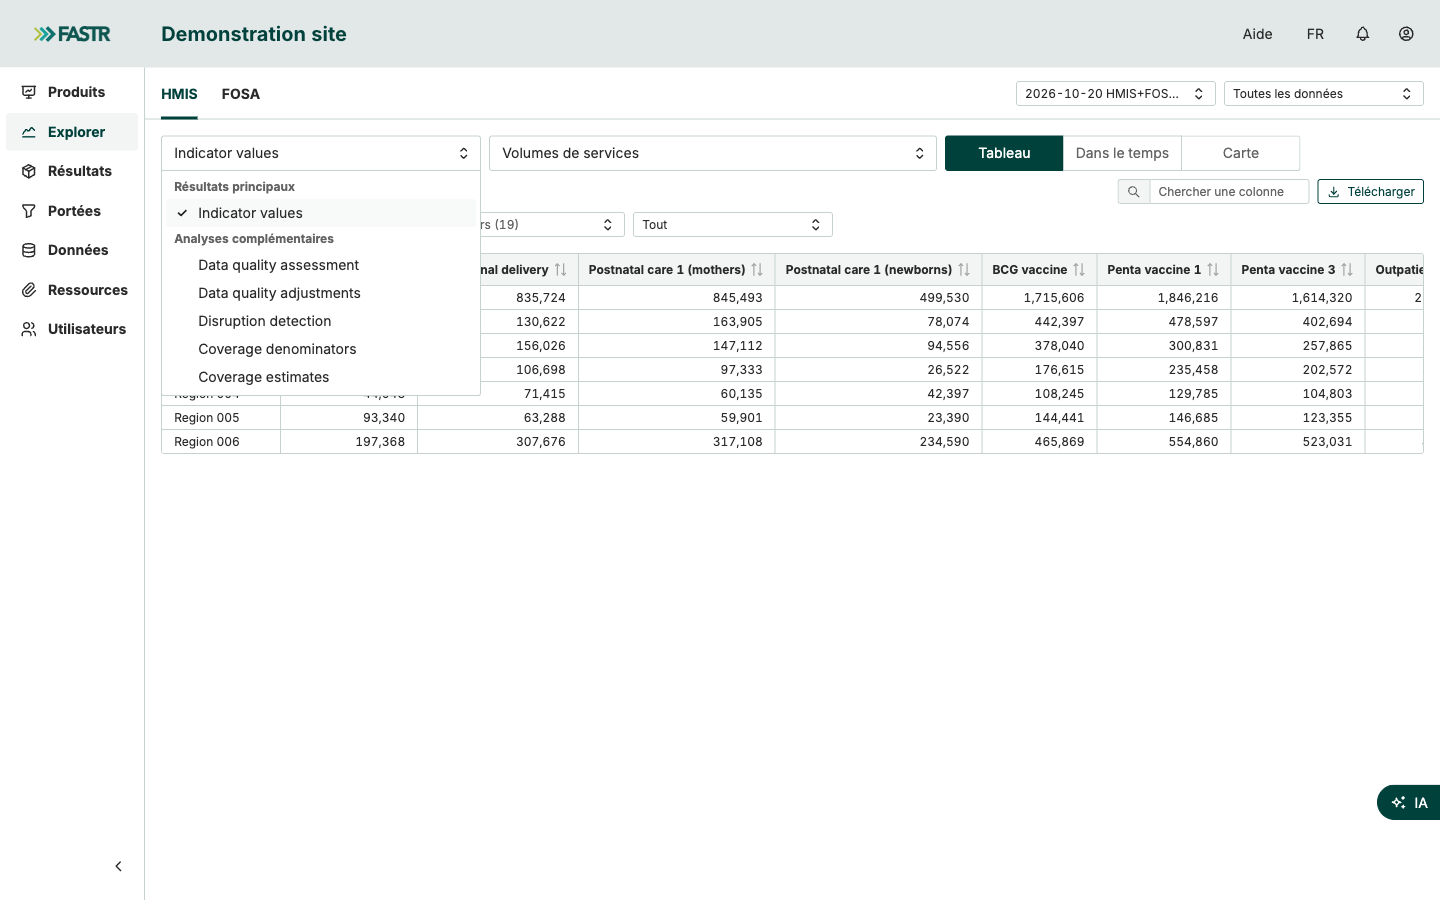 FASTR
Demonstration site
Aide
FR
Produits
Explorer
Résultats
Portées
Données
Ressources
Utilisateurs
HMIS
FOSA
2026-10-20 HMIS+FOS...
Toutes les données
Indicator values
Volumes de services
Tableau
Dans le temps
Carte
Résultats principaux
Indicator values
Analyses complémentaires
Data quality assessment
Data quality adjustments
Disruption detection
Coverage denominators
Coverage estimates
Chercher une colonne
Télécharger
(19)
Tout
delivery Postnatal care 1 (mothers) Postnatal care 1 (newborns) BCG vaccine Penta vaccine 1 Penta vaccine 3
835,724 845,493 499,530 1,715,606 1,846,216 1,614,320
130,622 163,905 78,074 442,397 478,597 402,694
156,026 147,112 94,556 378,040 300,831 257,865
106,698 97,333 26,522 176,615 235,458 202,572
71,415 60,135 42,397 108,245 129,785 104,803
Region 005 93,340 63,288 59,901 23,390 144,441 146,685 123,355
Region 006 197,368 307,676 317,108 234,590 465,869 554,860 523,031
IA